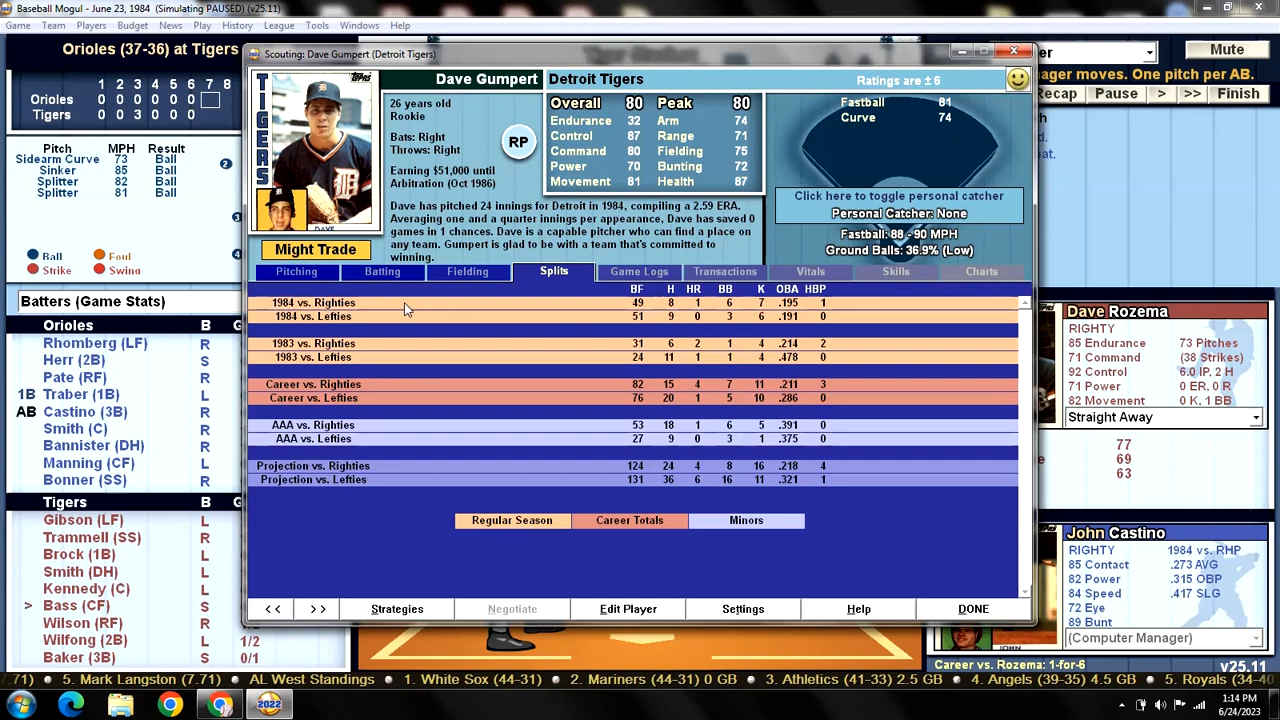 Baseball Mogul - June 23, 1984 (Simulating PAUSED) (v25.11)
Game Team Players Budget News Play History League Tools Windows Help
Orioles (37-36) at Tigers
1 2 3 4 5 6 7 8
Orioles 0 0 0 0 0 0
Tigers 0 0 3 0 0 0
Pitch MPH Result
Sidearm Curve 73 Ball
Sinker 85 Ball
Splitter 82 Ball
Splitter 81 Ball
2
3
4
Ball Foul
Strike Swing
Batters (Game Stats)
Orioles B
Rhomberg (LF) R
Herr (2B) S
Pate (RF) R
1B Traber (1B) L
AB Castino (3B) R
Smith (C) R
Bannister (DH) R
Manning (CF) L
Bonner (SS) R
Tigers B G
Gibson (LF) L
Trammell (SS) R
Brock (1B) L
Smith (DH) L
Kennedy (C) L
> Bass (CF) S
Wilson (RF) R
Wilfong (2B) L 1/2
Baker (3B) S 0/1
Scouting: Dave Gumpert (Detroit Tigers)
TIGERS
Topps
DAVE
Might Trade
Dave Gumpert
26 years old
Rookie
Bats: Right
Throws: Right
Earning $51,000 until
Arbitration (Oct 1986)
RP
Dave has pitched 24 innings for Detroit in 1984, compiling a 2.59 ERA.
Averaging one and a quarter innings per appearance, Dave has saved 0
games in 1 chances. Dave is a capable pitcher who can find a place on
any team. Gumpert is glad to be with a team that's committed to
winning.
Detroit Tigers
Overall 80 Peak 80
Endurance 32 Arm 74
Control 87 Range 71
Command 80 Fielding 75
Power 70 Bunting 72
Movement 81 Health 87
Ratings are ± 6
Fastball 81
Curve 74
Click here to toggle personal catcher
Personal Catcher: None
Fastball: 88 - 90 MPH
Ground Balls: 36.9% (Low)
Pitching Batting Fielding Splits Game Logs Transactions Vitals Skills Charts
BF H HR BB K OBA HBP
1984 vs. Righties 49 8 1 6 7 .195 1
1984 vs. Lefties 51 9 0 3 6 .191 0
1983 vs. Righties 31 6 2 1 4 .214 2
1983 vs. Lefties 24 11 1 1 4 .478 0
Career vs. Righties 82 15 4 7 11 .211 3
Career vs. Lefties 76 20 1 5 10 .286 0
AAA vs. Righties 53 18 1 6 5 .391 0
AAA vs. Lefties 27 9 0 3 1 .375 0
Projection vs. Righties 124 24 4 8 16 .218 4
Projection vs. Lefties 131 36 6 16 11 .321 1
Regular Season Career Totals Minors
<< >> Strategies Negotiate Edit Player Settings Help DONE
Mute
nager moves. One pitch per AB.
Recap Pause > >> Finish
Dave Rozema
RIGHTY
85 Endurance 73 Pitches
71 Command (38 Strikes)
92 Control 6.0 IP, 2 H
71 Power 0 ER, 0 R
82 Movement 0 K, 1 BB
Straight Away
77
69
63
John Castino
RIGHTY 1984 vs. RHP
85 Contact .273 AVG
82 Power .315 OBP
84 Speed .417 SLG
72 Eye
89 Bunt
(Computer Manager)
JOHN
Career vs. Rozema: 1-for-6
v25.11
7.71) • 5. Mark Langston (7.71) AL West Standings • 1. White Sox (44-31) • 2. Mariners (44-31) 0 GB • 3. Athletics (41-33) 2.5 GB • 4. Angels (39-35) 4.5 GB • 5. Royals (34-40
2022
1:14 PM
6/24/2023